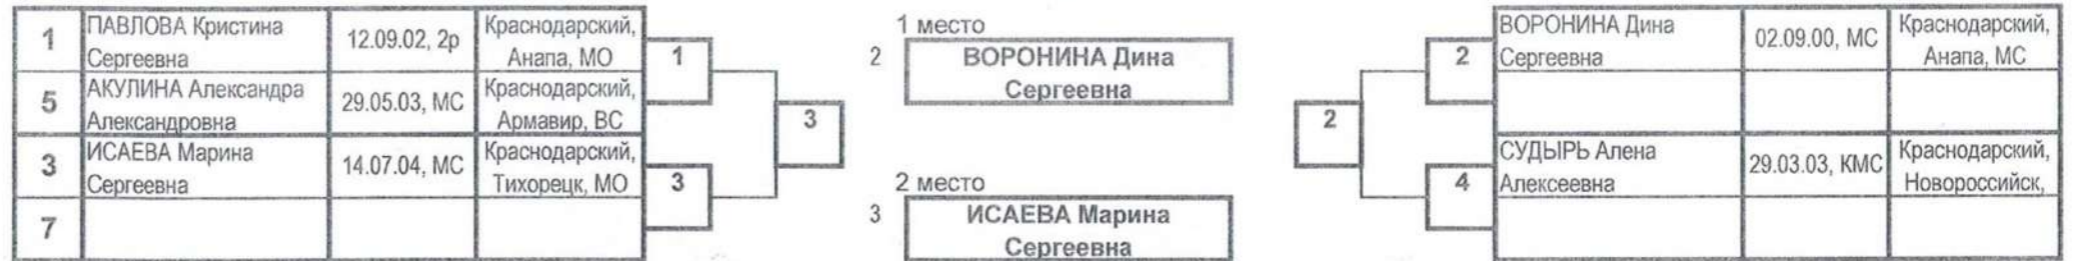 1
ПАВЛОВА Кристина
Сергеевна
12.09.02, 2р
Краснодарский,
Анапа, МО
5
АКУЛИНА Александра
Александровна
29.05.03, МС
Краснодарский,
Армавир, ВС
3
ИСАЕВА Марина
Сергеевна
14.07.04, МС
Краснодарский,
Тихорецк, МО
7
1
3
3
1 место
2
ВОРОНИНА Дина
Сергеевна
2 место
3
ИСАЕВА Марина
Сергеевна
2
2
4
ВОРОНИНА Дина
Сергеевна
02.09.00, МС
Краснодарский,
Анапа, МС
СУДЫРЬ Алена
Алексеевна
29.03.03, КМС
Краснодарский,
Новороссийск,